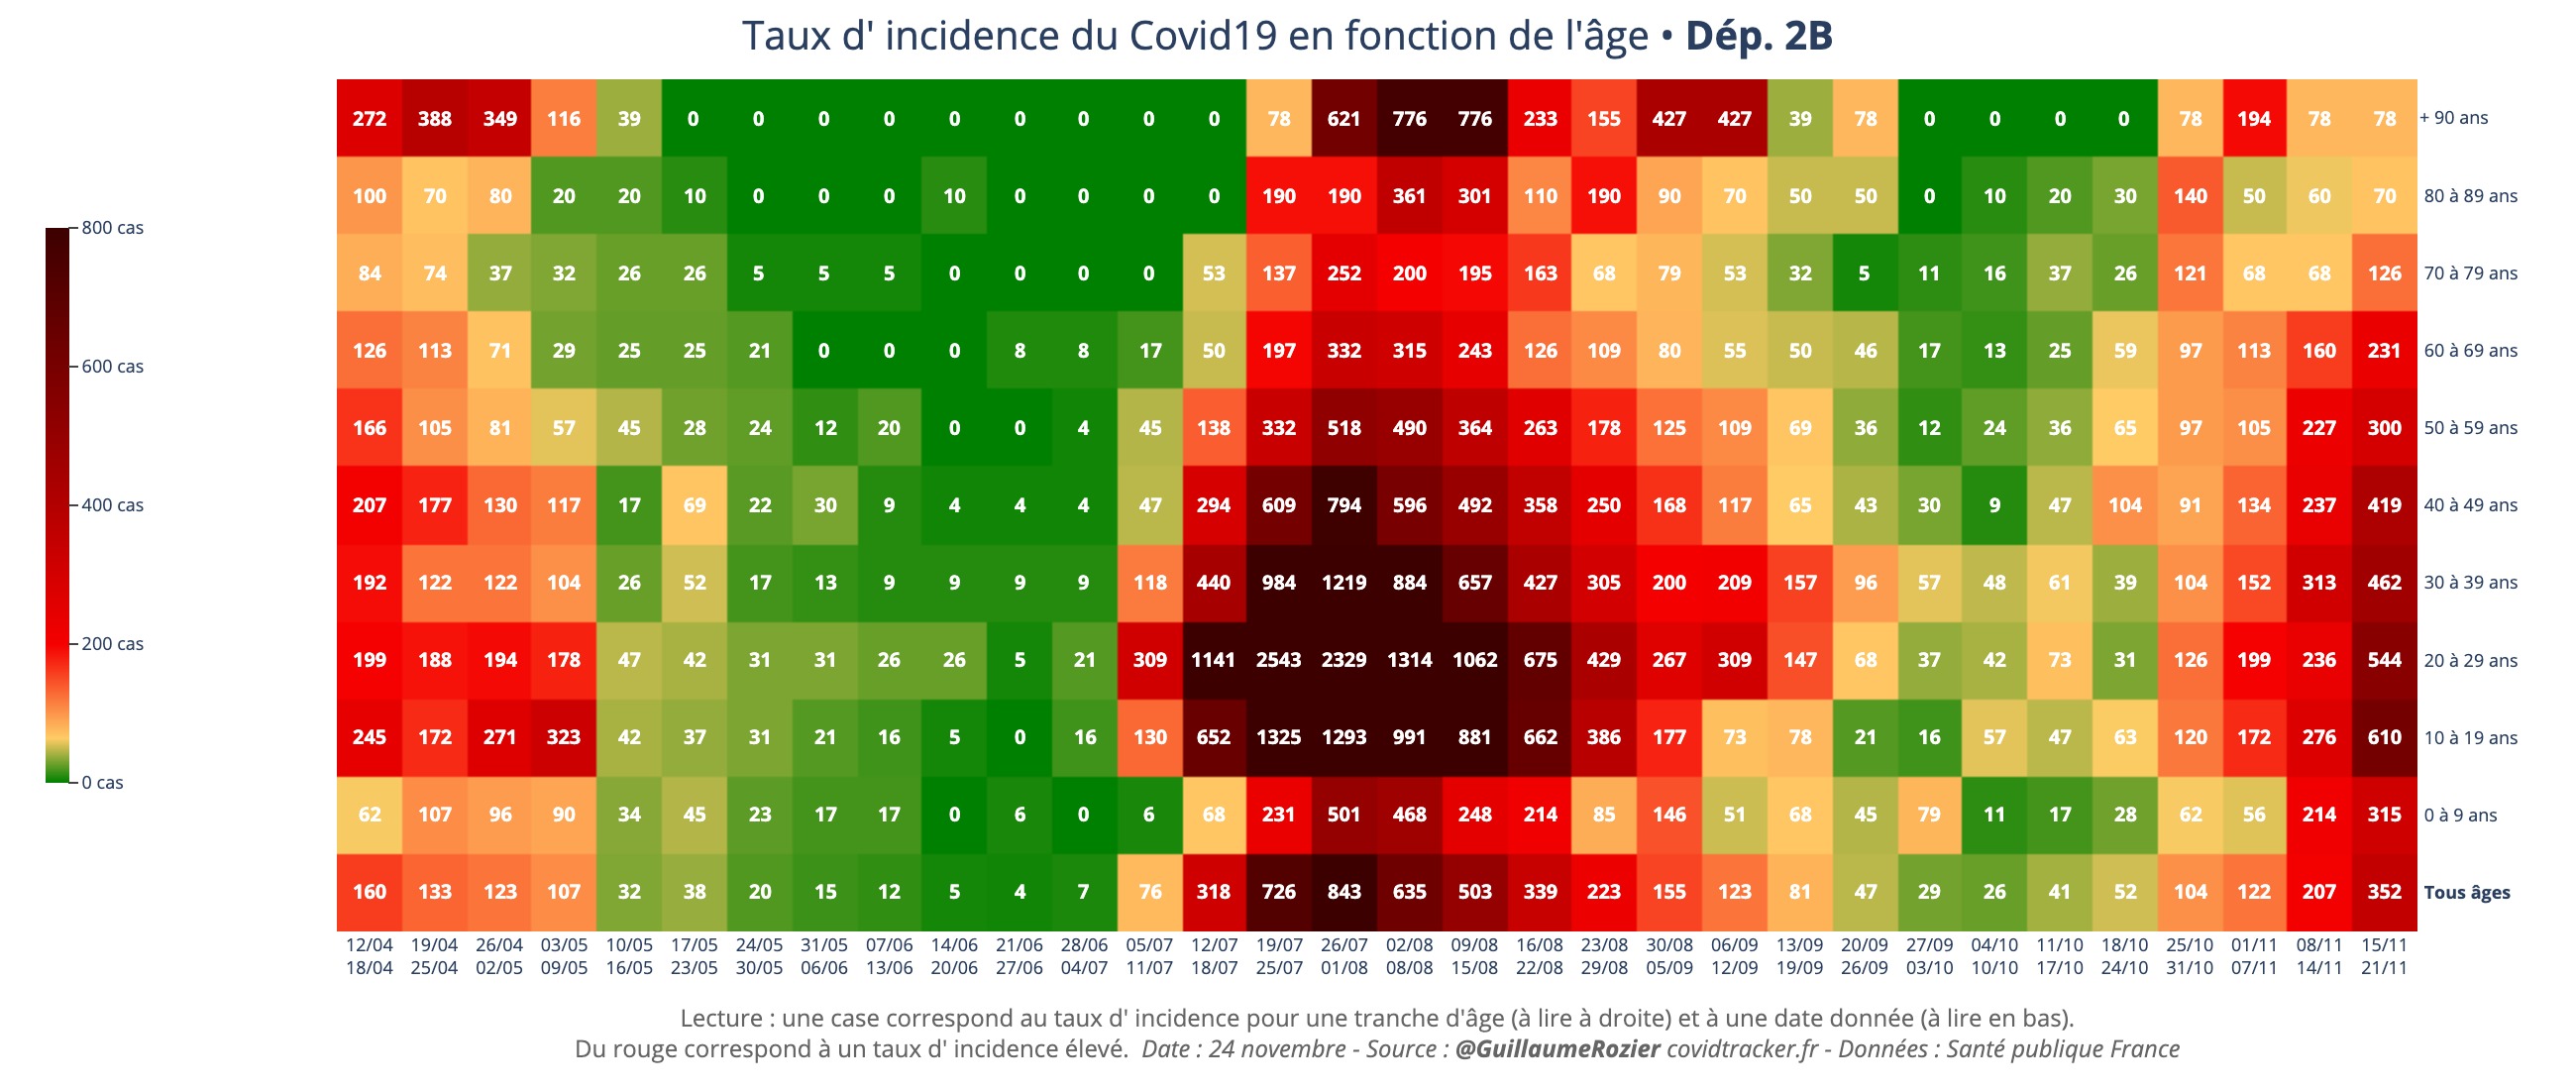 Taux d' incidence du Covid19 en fonction de l'âge • Dép. 2B
800 cas
600 cas
400 cas
200 cas
0 cas
272 388 349 116 39 0 0 0 0 0 0 0 0 0 78 621 776 776 233 155 427 427 39 78 0 0 0 0 78 194 78 78 + 90 ans
100 70 80 20 20 10 0 0 0 10 0 0 0 0 190 190 361 301 110 190 90 70 50 50 0 10 20 30 140 50 60 70 80 à 89 ans
84 74 37 32 26 26 5 5 5 0 0 0 0 53 137 252 200 195 163 68 79 53 32 5 11 16 37 26 121 68 68 126 70 à 79 ans
126 113 71 29 25 25 21 0 0 0 8 8 17 50 197 332 315 243 126 109 80 55 50 46 17 13 25 59 97 113 160 231 60 à 69 ans
166 105 81 57 45 28 24 12 20 0 0 4 45 138 332 518 490 364 263 178 125 109 69 36 12 24 36 65 97 105 227 300 50 à 59 ans
207 177 130 117 17 69 22 30 9 4 4 4 47 294 609 794 596 492 358 250 168 117 65 43 30 9 47 104 91 134 237 419 40 à 49 ans
192 122 122 104 26 52 17 13 9 9 9 9 118 440 984 1219 884 657 427 305 200 209 157 96 57 48 61 39 104 152 313 462 30 à 39 ans
199 188 194 178 47 42 31 31 26 26 5 21 309 1141 2543 2329 1314 1062 675 429 267 309 147 68 37 42 73 31 126 199 236 544 20 à 29 ans
245 172 271 323 42 37 31 21 16 5 0 16 130 652 1325 1293 991 881 662 386 177 73 78 21 16 57 47 63 120 172 276 610 10 à 19 ans
62 107 96 90 34 45 23 17 17 0 6 0 6 68 231 501 468 248 214 85 146 51 68 45 79 11 17 28 62 56 214 315 0 à 9 ans
160 133 123 107 32 38 20 15 12 5 4 7 76 318 726 843 635 503 339 223 155 123 81 47 29 26 41 52 104 122 207 352 Tous âges
12/04 19/04 26/04 03/05 10/05 17/05 24/05 31/05 07/06 14/06 21/06 28/06 05/07 12/07 19/07 26/07 02/08 09/08 16/08 23/08 30/08 06/09 13/09 20/09 27/09 04/10 11/10 18/10 25/10 01/11 08/11 15/11
18/04 25/04 02/05 09/05 16/05 23/05 30/05 06/06 13/06 20/06 27/06 04/07 11/07 18/07 25/07 01/08 08/08 15/08 22/08 29/08 05/09 12/09 19/09 26/09 03/10 10/10 17/10 24/10 31/10 07/11 14/11 21/11
Lecture : une case correspond au taux d' incidence pour une tranche d'âge (à lire à droite) et à une date donnée (à lire en bas).
Du rouge correspond à un taux d' incidence élevé. Date : 24 novembre - Source : @GuillaumeRozier covidtracker.fr - Données : Santé publique France